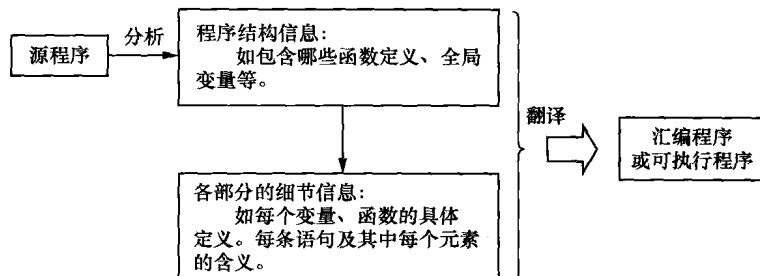 源程序
分析
程序结构信息:
如包含哪些函数定义、全局
变量等。
各部分的细节信息:
如每个变量、函数的具体
定义。每条语句及其中每个元素
的含义。
翻译
汇编程序
或可执行程序